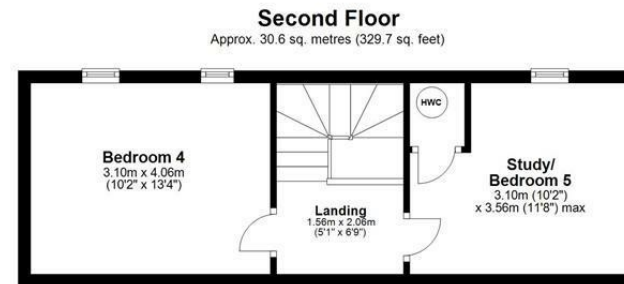 Second Floor
Approx. 30.6 sq. metres (329.7 sq. feet)
HWC
Bedroom 4
3.10m x 4.06m
(10'2" x 13'4")
Study/
Bedroom 5
3.10m (10'2")
x 3.56m (11'8") max
Landing
1.56m x 2.06m
(5'1" x 6'9")